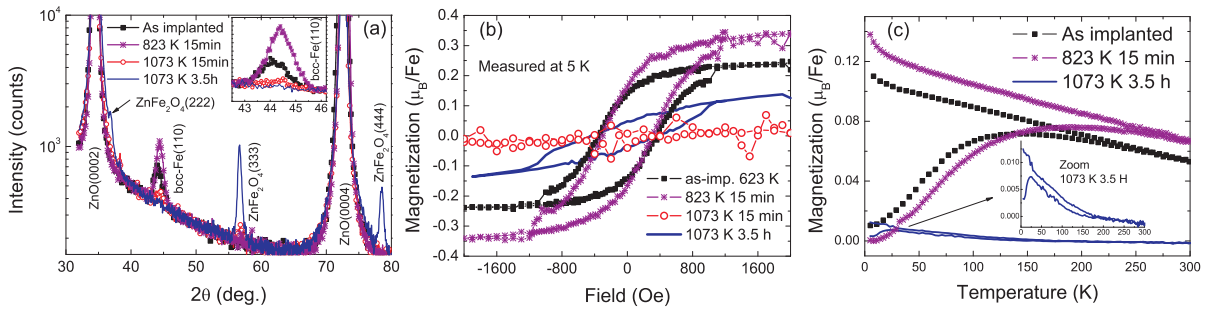 (a)
As implanted
823 K 15min
1073 K 15min
1073 K 3.5h
bcc-Fe(110)
43 44 45 46
ZnFe₂O₄(222)
ZnO(0002)
bcc-Fe(110)
ZnFe₂O₄(333)
ZnO(0004)
ZnFe₂O₄(444)
10⁴
10³
Intensity (counts)
30 40 50 60 70 80
2θ (deg.)
(b)
Measured at 5 K
0.4
0.3
0.2
0.1
0.0
-0.1
-0.2
-0.3
Magnetization (μB/Fe)
as-imp. 623 K
823 K 15 min
1073 K 15 min
1073 K 3.5 h
-1600 -800 0 800 1600
Field (Oe)
(c)
As implanted
823 K 15 min
1073 K 3.5 h
0.12
0.08
0.04
0.00
Magnetization (μB/Fe)
Zoom
1073 K 3.5 H
0.010
0.005
0.000
0 50 100 150 200 250 300
0 50 100 150 200 250 300
Temperature (K)